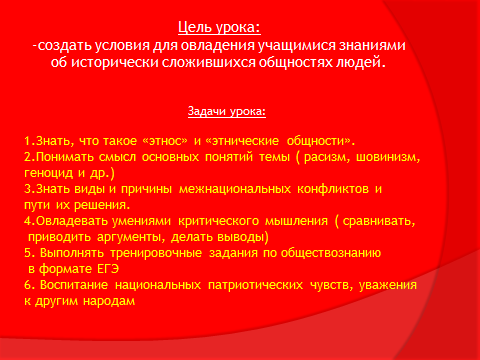 Цель урока:
-создать условия для овладения учащимися знаниями
об исторически сложившихся общностях людей.
Задачи урока:
1.Знать, что такое «этнос» и «этнические общности».
2.Понимать смысл основных понятий темы ( расизм, шовинизм,
геноцид и др.)
3.Знать виды и причины межнациональных конфликтов и
пути их решения.
4.Овладевать умениями критического мышления ( сравнивать,
приводить аргументы, делать выводы)
5. Выполнять тренировочные задания по обществознанию
в формате ЕГЭ
6. Воспитание национальных патриотических чувств, уважения
к другим народам